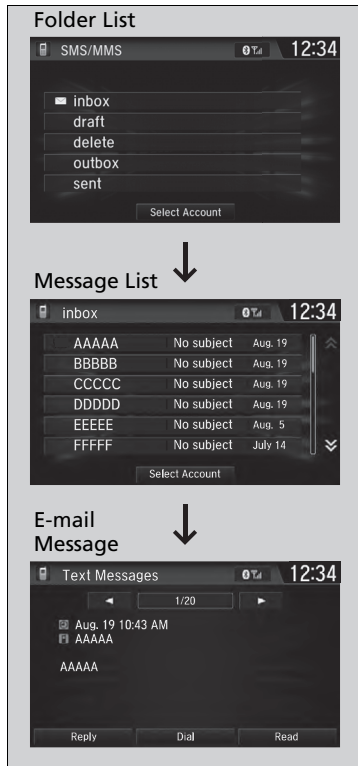 Folder List
SMS/MMS 12:34
inbox
draft
delete
outbox
sent
Select Account
Message List
inbox 12:34
AAAAA No subject Aug. 19
BBBBB No subject Aug. 19
CCCCC No subject Aug. 19
DDDDD No subject Aug. 19
EEEEE No subject Aug. 5
FFFFF No subject July 14
Select Account
E-mail
Message
Text Messages 12:34
1/20
Aug. 19 10:43 AM
AAAAA
AAAAA
Reply Dial Read